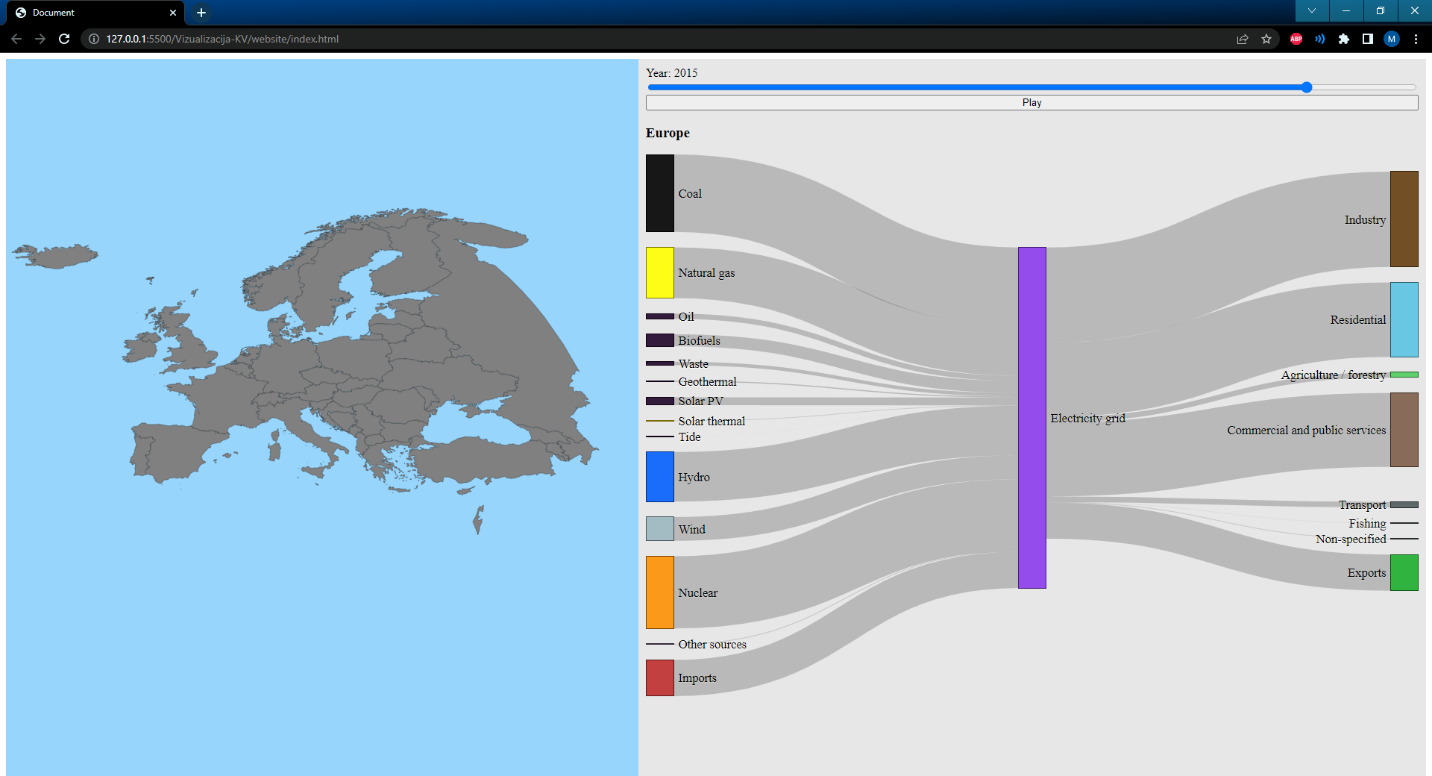 Document
127.0.0.1:5500/Vizualizacija-KV/website/index.html
ABP
M
Year: 2015
Play
Europe
Coal
Natural gas
Oil
Biofuels
Waste
Geothermal
Solar PV
Solar thermal
Tide
Hydro
Wind
Nuclear
Other sources
Imports
Electricity grid
Industry
Residential
Agriculture / forestry
Commercial and public services
Transport
Fishing
Non-specified
Exports